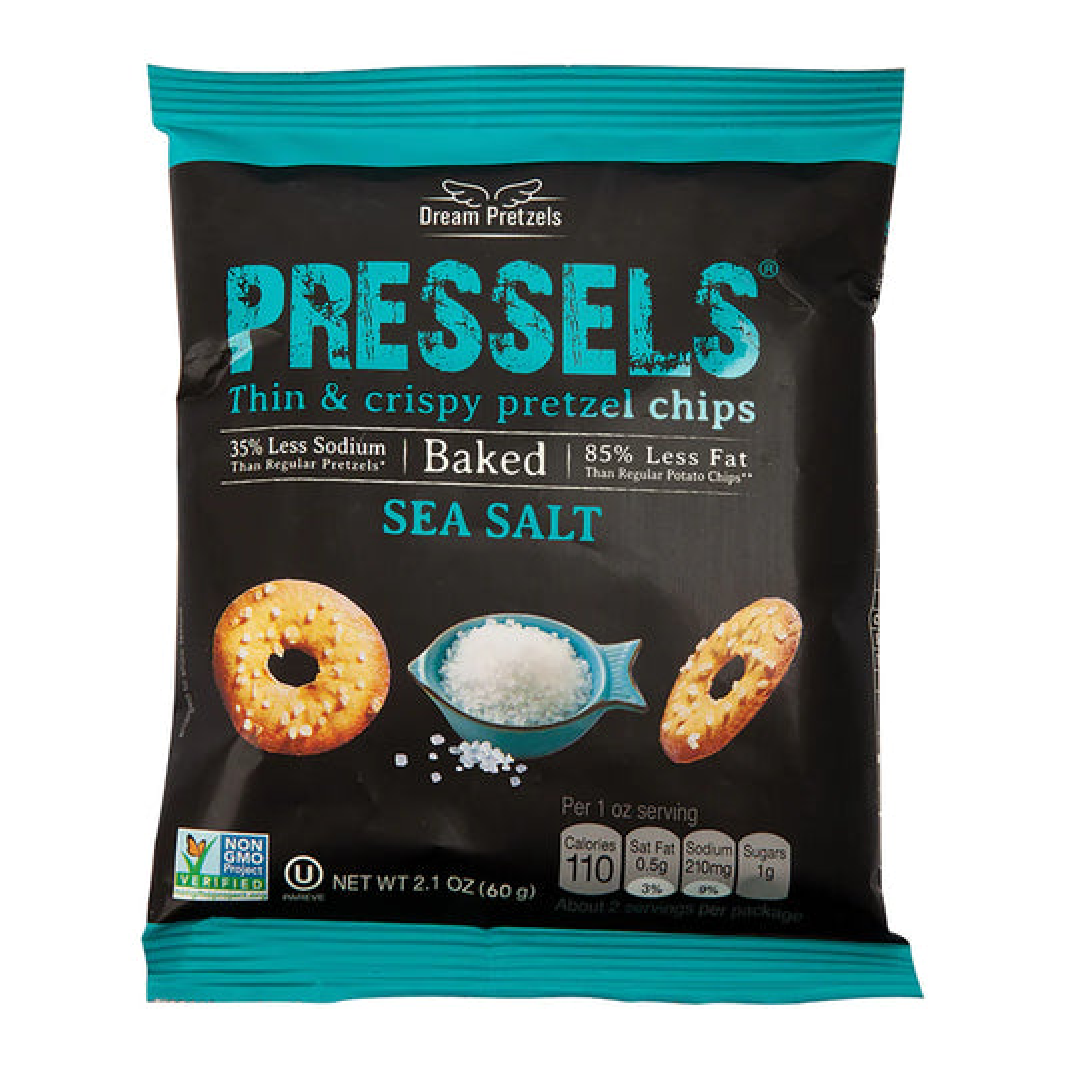 Dream Pretzels
PRESSELS®
Thin & crispy pretzel chips
35% Less Sodium
Than Regular Pretzels*
Baked
85% Less Fat
Than Regular Potato Chips**
SEA SALT
Per 1 oz serving
Calories
110
Sat Fat
0.5g
3%
Sodium
210mg
9%
Sugars
1g
About 2 servings per package
NON
GMO
Project
VERIFIED
U
PAREVE
NET WT 2.1 OZ (60 g)